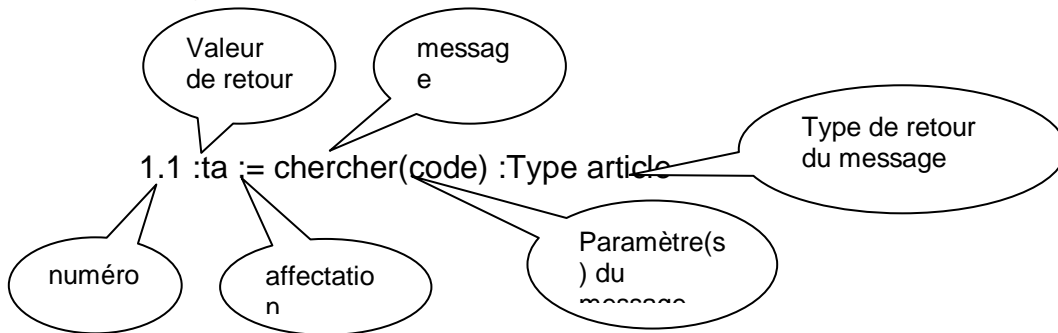 Valeur
de retour
messag
e
Type de retour
du message
1.1 :ta := chercher(code) :Type article
numéro
affectatio
n
Paramètre(s
) du
message